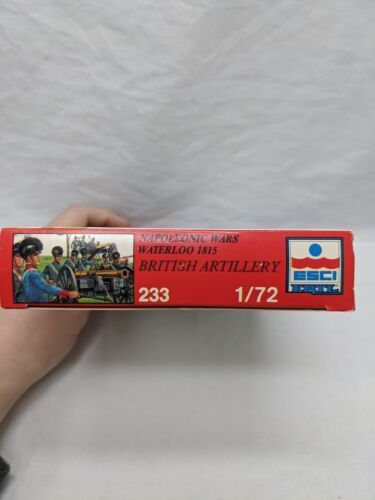 NAPOLEONIC WARS
WATERLOO 1815
BRITISH ARTILLERY
233
1/72
ESCI
ERTL